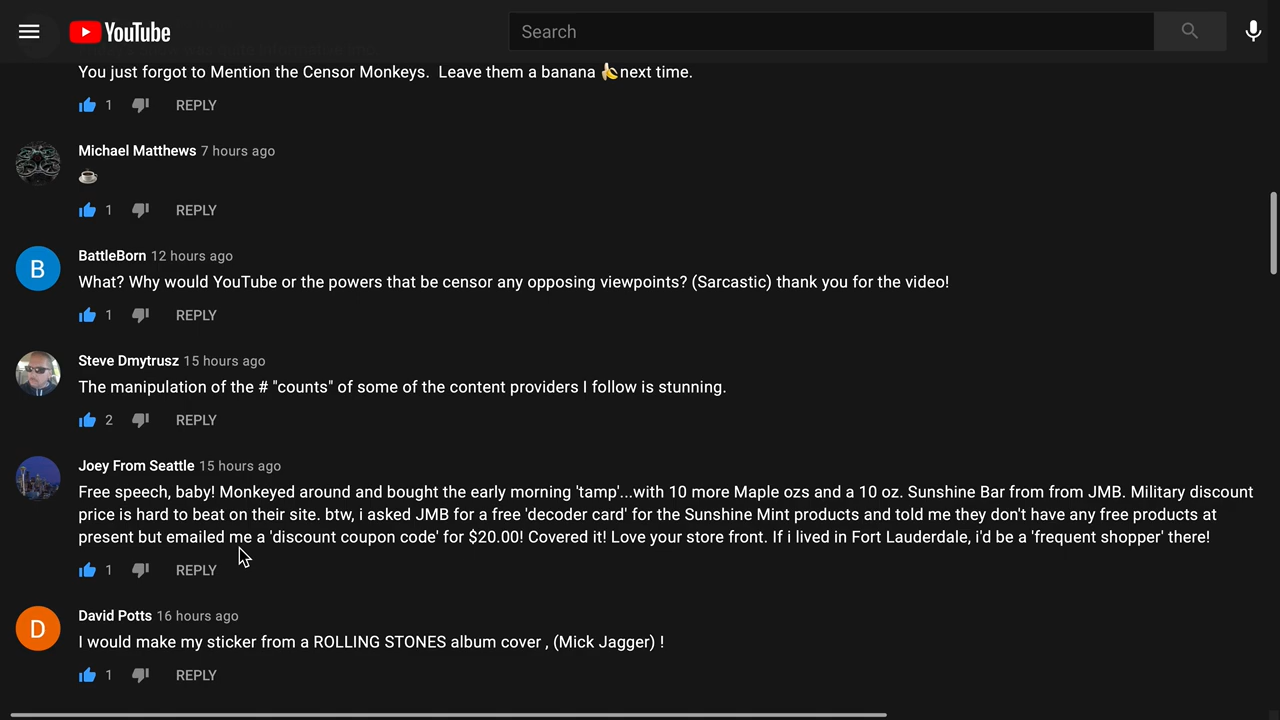 YouTube
Search
You just forgot to Mention the Censor Monkeys. Leave them a banana 🍌next time.
1 REPLY
Michael Matthews 7 hours ago
☕
1 REPLY
B
BattleBorn 12 hours ago
What? Why would YouTube or the powers that be censor any opposing viewpoints? (Sarcastic) thank you for the video!
1 REPLY
Steve Dmytrusz 15 hours ago
The manipulation of the # "counts" of some of the content providers I follow is stunning.
2 REPLY
Joey From Seattle 15 hours ago
Free speech, baby! Monkeyed around and bought the early morning 'tamp'...with 10 more Maple ozs and a 10 oz. Sunshine Bar from from JMB. Military discount
price is hard to beat on their site. btw, i asked JMB for a free 'decoder card' for the Sunshine Mint products and told me they don't have any free products at
present but emailed me a 'discount coupon code' for $20.00! Covered it! Love your store front. If i lived in Fort Lauderdale, i'd be a 'frequent shopper' there!
1 REPLY
D
David Potts 16 hours ago
I would make my sticker from a ROLLING STONES album cover , (Mick Jagger) !
1 REPLY